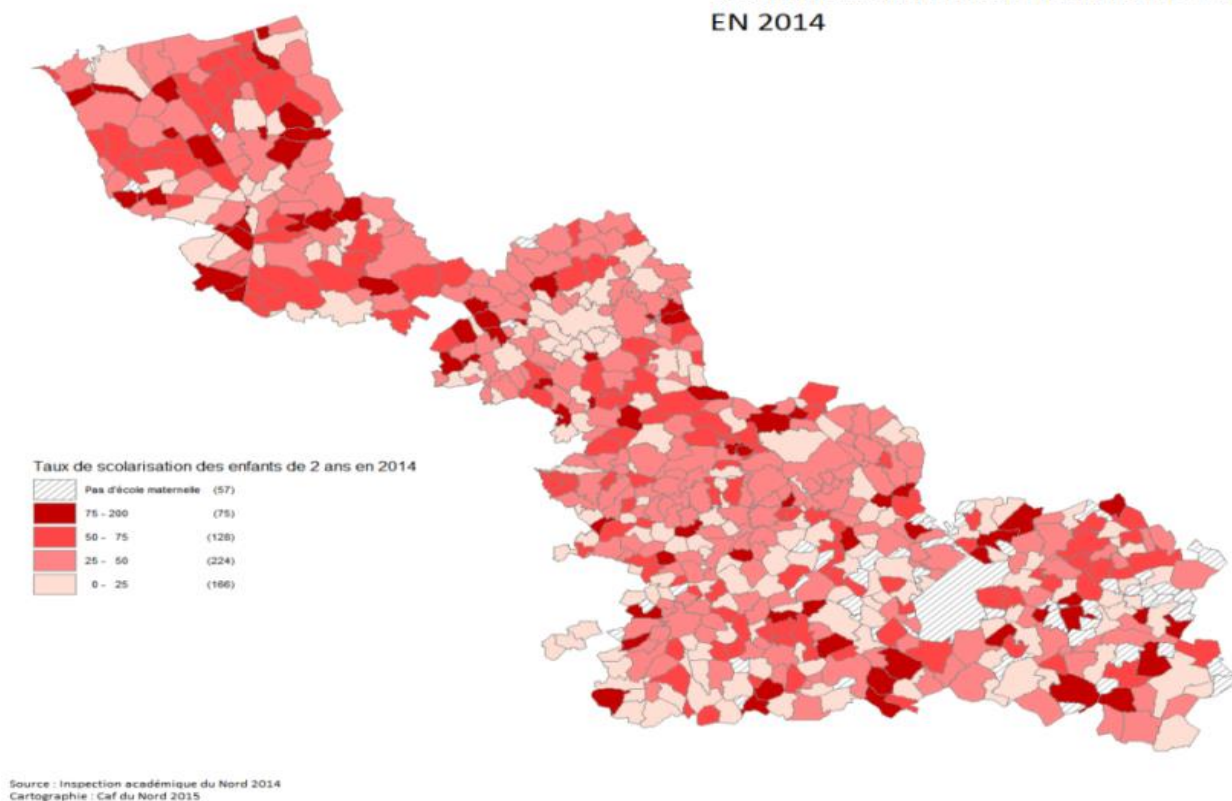 EN 2014
Taux de scolarisation des enfants de 2 ans en 2014
Pas d'école maternelle (57)
75 - 200 (75)
50 - 75 (128)
25 - 50 (224)
0 - 25 (166)
Source : Inspection académique du Nord 2014
Cartographie : Caf du Nord 2015